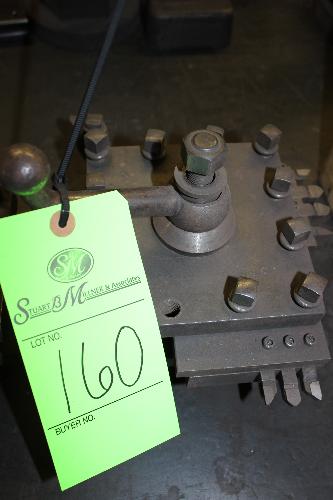 SM
STUART B MILLNER & ASSOCIATES
LOT NO.
160
BUYER NO.